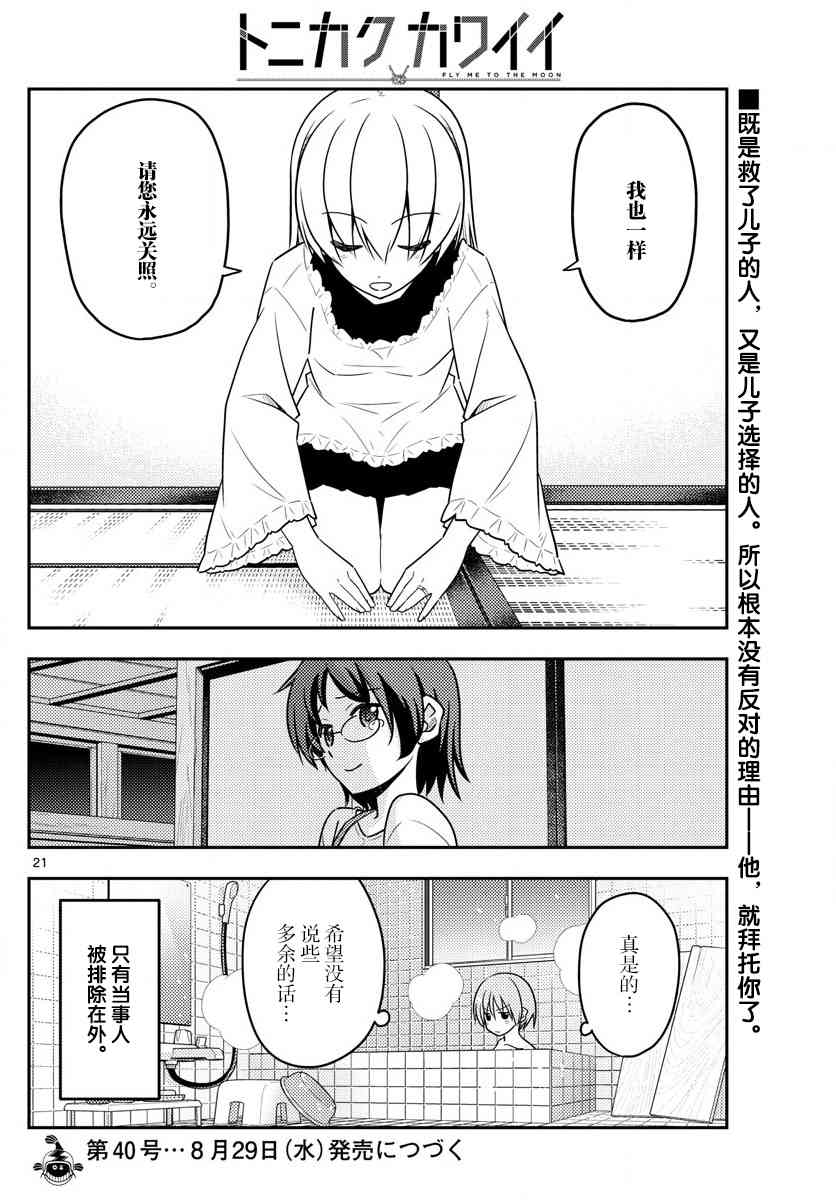 トニカクカワイイ
FLY ME TO THE MOON
■既是救了儿子的人，又是儿子选择的人。所以根本没有反对的理由——他，就拜托你了。
我也一样
请您永远关照。
21
真是的…
希望没有
说些
多余的话…
只有当事人
被排除在外。
第40号…8月29日(水)発売につづく